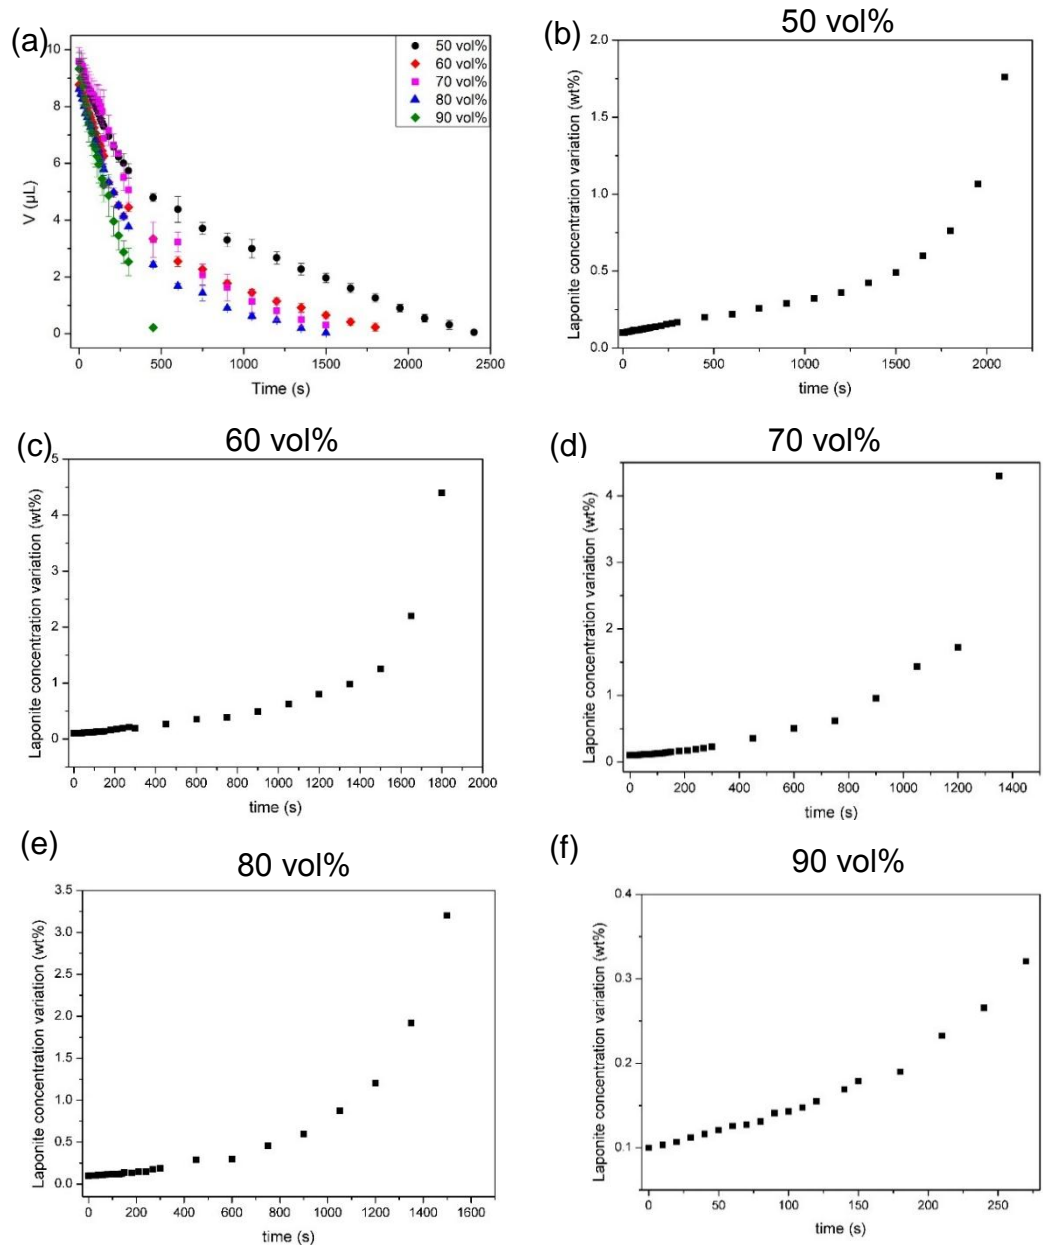 (a)
10
8
6
4
2
0
V (µL)
0 500 1000 1500 2000 2500
Time (s)
50 vol%
60 vol%
70 vol%
80 vol%
90 vol%
(b)
50 vol%
2.0
1.5
1.0
0.5
0.0
Laponite concentration variation (wt%)
0 500 1000 1500 2000
time (s)
(c)
60 vol%
5
4
3
2
1
0
Laponite concentration variation (wt%)
0 200 400 600 800 1000 1200 1400 1600 1800 2000
time (s)
(d)
70 vol%
4
3
2
1
0
Laponite concentration variation (wt%)
0 200 400 600 800 1000 1200 1400
time (s)
(e)
80 vol%
3.5
3.0
2.5
2.0
1.5
1.0
0.5
0.0
Laponite concentration variation (wt%)
0 200 400 600 800 1000 1200 1400 1600
time (s)
(f)
90 vol%
0.4
0.3
0.2
0.1
Laponite concentration variation (wt%)
0 50 100 150 200 250
time (s)